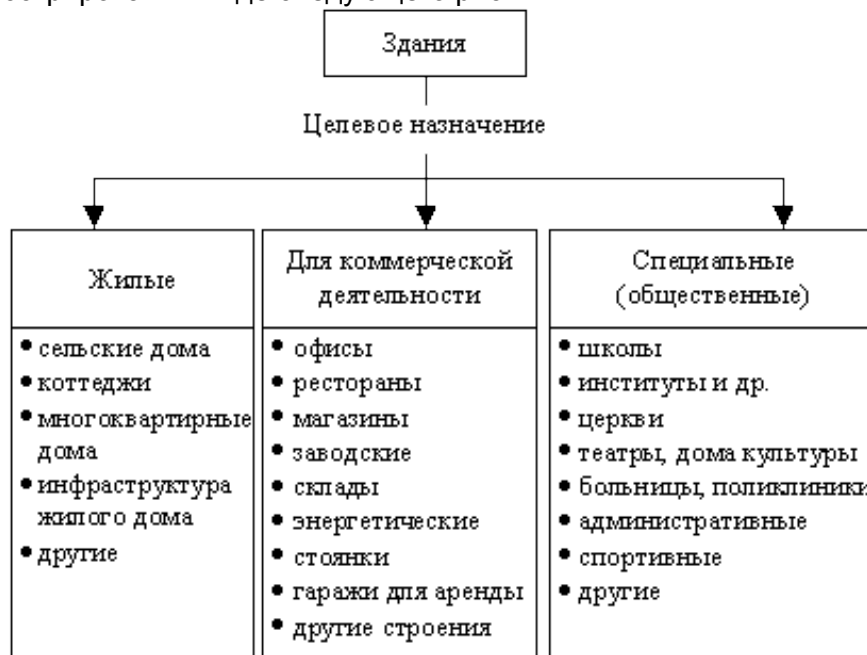 Здания
Целевое назначение
Жилые
• сельские дома
• коттеджи
• многоквартирные
дома
• инфраструктура
жилого дома
• другие
Для коммерческой
деятельности
• офисы
• рестораны
• магазины
• заводские
• склады
• энергетические
• стоянки
• гаражи для аренды
• другие строения
Специальные
(общественные)
• школы
• институты и др.
• церкви
• театры, дома культуры
• больницы, поликлиники
• административные
• спортивные
• другие